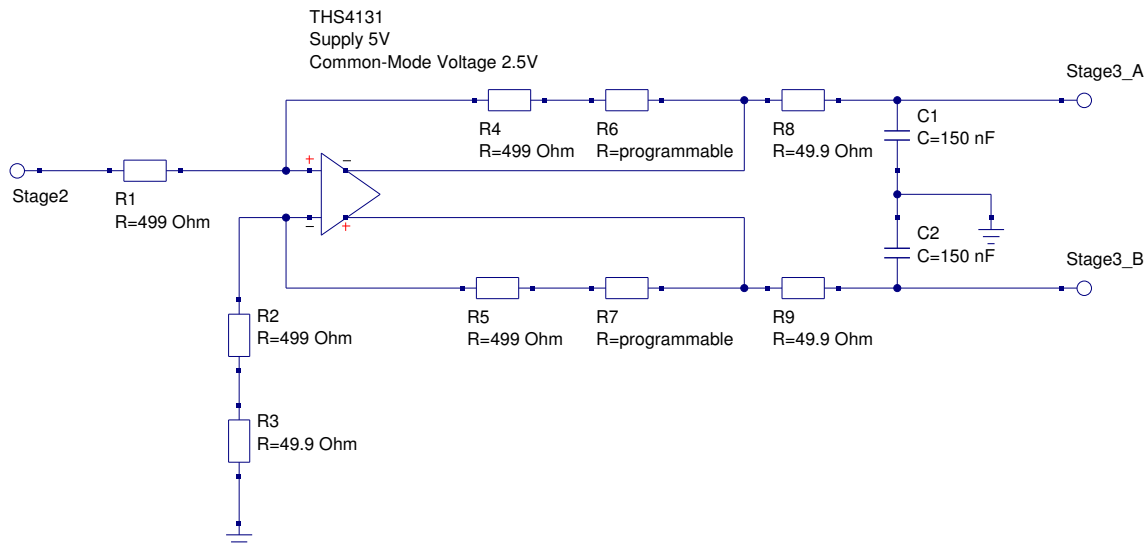 THS4131
Supply 5V
Common-Mode Voltage 2.5V
Stage3_A
R4
R=499 Ohm
R6
R=programmable
R8
R=49.9 Ohm
C1
C=150 nF
+
−
Stage2
R1
R=499 Ohm
−
+
C2
C=150 nF
Stage3_B
R2
R=499 Ohm
R5
R=499 Ohm
R7
R=programmable
R9
R=49.9 Ohm
R3
R=49.9 Ohm